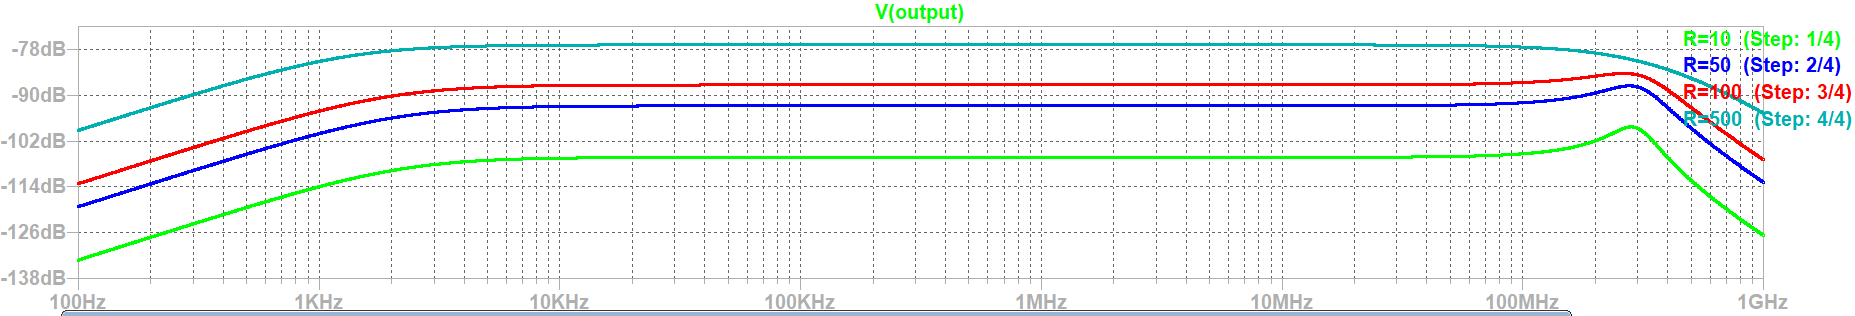 V(output)
-78dB
-90dB
-102dB
-114dB
-126dB
-138dB
R=10 (Step: 1/4)
R=50 (Step: 2/4)
R=100 (Step: 3/4)
R=500 (Step: 4/4)
100Hz 1KHz 10KHz 100KHz 1MHz 10MHz 100MHz 1GHz